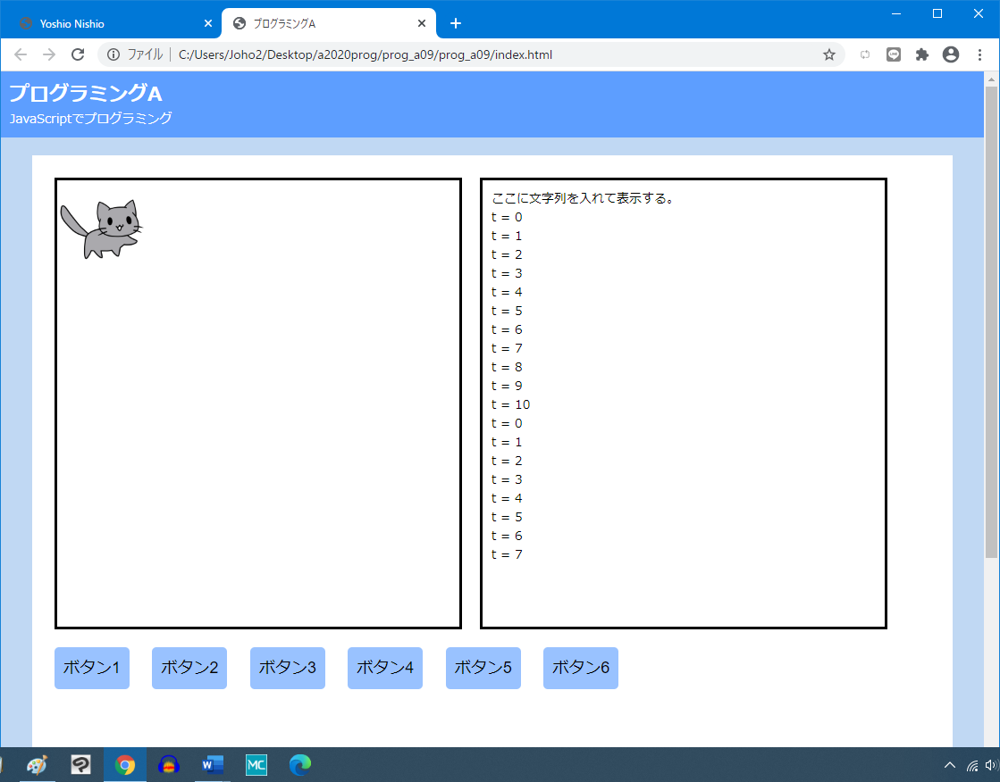 Yoshio Nishio
プログラミングA
ファイル
C:/Users/Joho2/Desktop/a2020prog/prog_a09/prog_a09/index.html
プログラミングA
JavaScriptでプログラミング
ここに文字列を入れて表示する。
t = 0
t = 1
t = 2
t = 3
t = 4
t = 5
t = 6
t = 7
t = 8
t = 9
t = 10
t = 0
t = 1
t = 2
t = 3
t = 4
t = 5
t = 6
t = 7
ボタン1 ボタン2 ボタン3 ボタン4 ボタン5 ボタン6
W MC